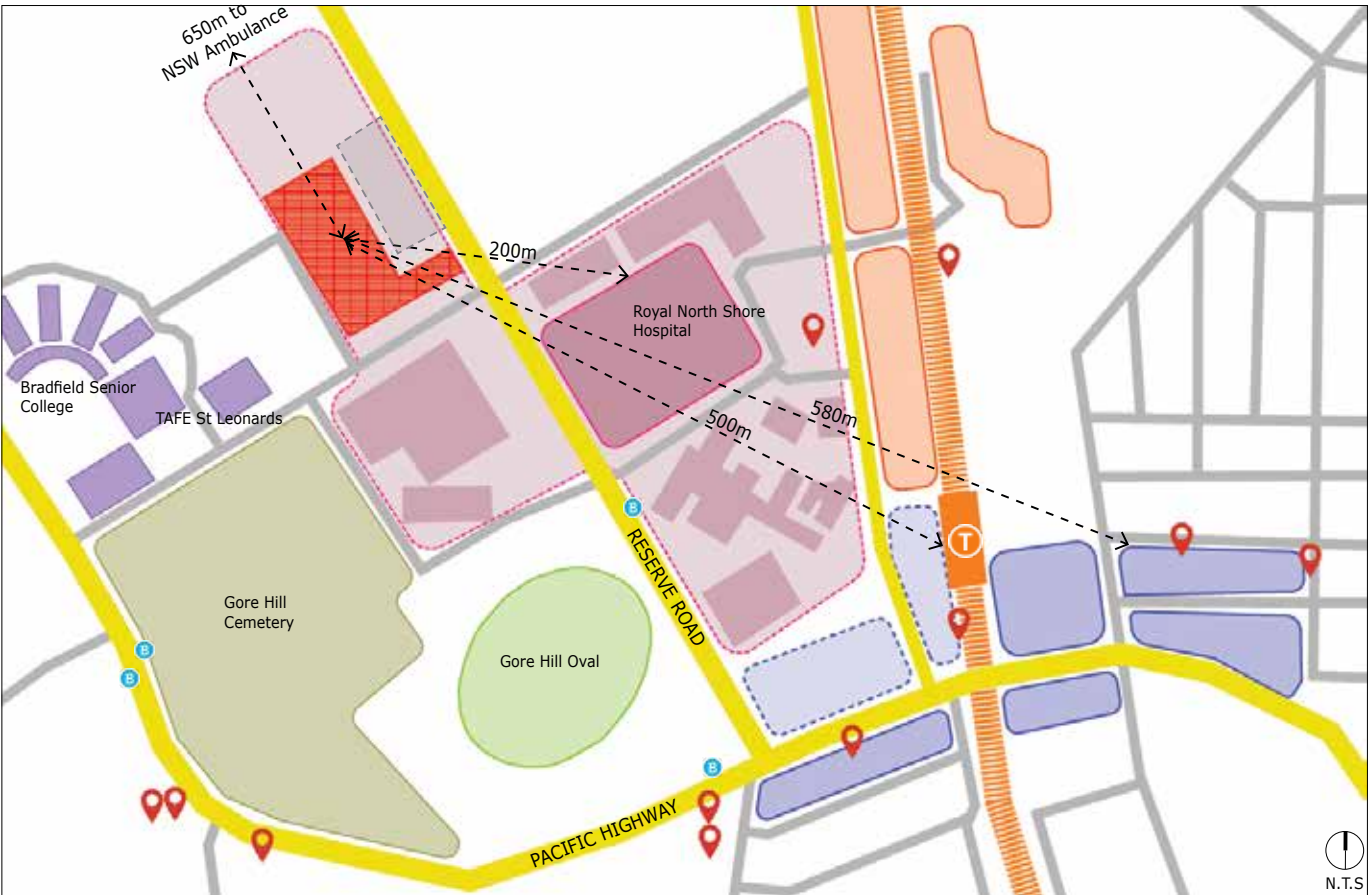 650m to
NSW Ambulance
200m
Royal North Shore
Hospital
Bradfield Senior
College
TAFE St Leonards
500m
580m
B
RESERVE ROAD
T
Gore Hill
Cemetery
Gore Hill Oval
B
B
B
PACIFIC HIGHWAY
N.T.S